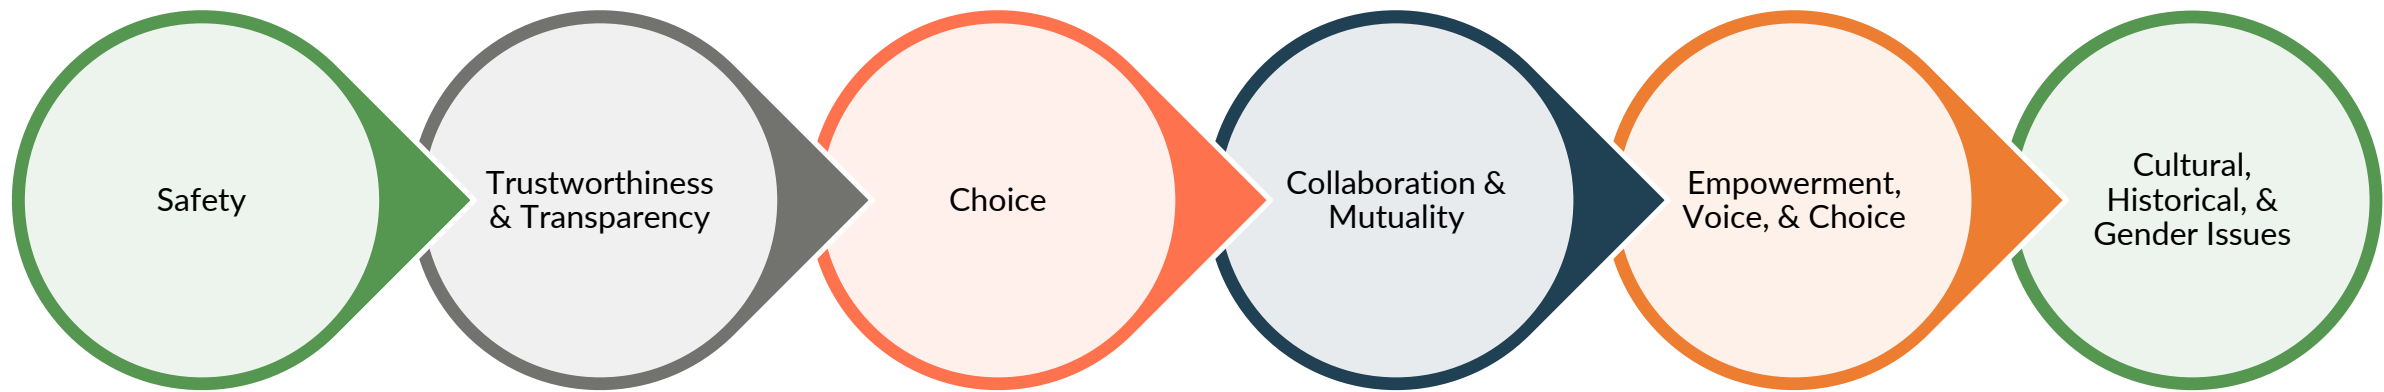 Safety
Trustworthiness
& Transparency
Choice
Collaboration &
Mutuality
Empowerment,
Voice, & Choice
Cultural,
Historical, &
Gender Issues